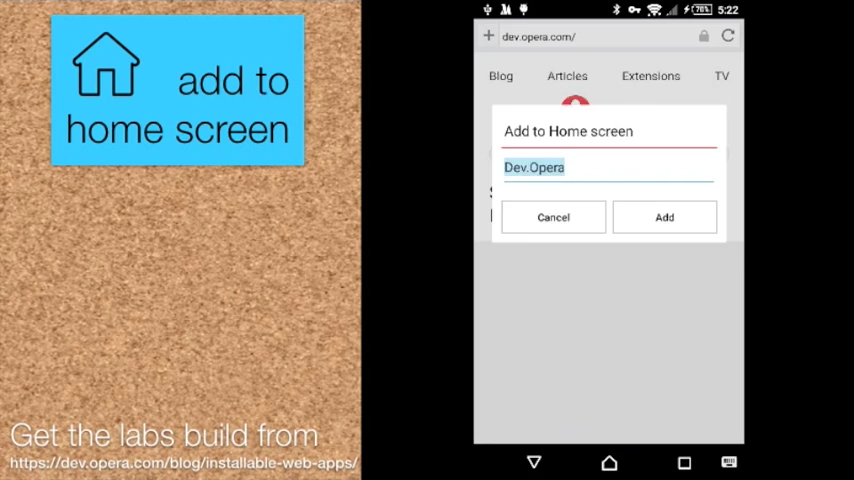 add to
home screen
Get the labs build from
https://dev.opera.com/blog/installable-web-apps/
78%
5:22
dev.opera.com/
Blog
Articles
Extensions
TV
Add to Home screen
Dev.Opera
Cancel
Add